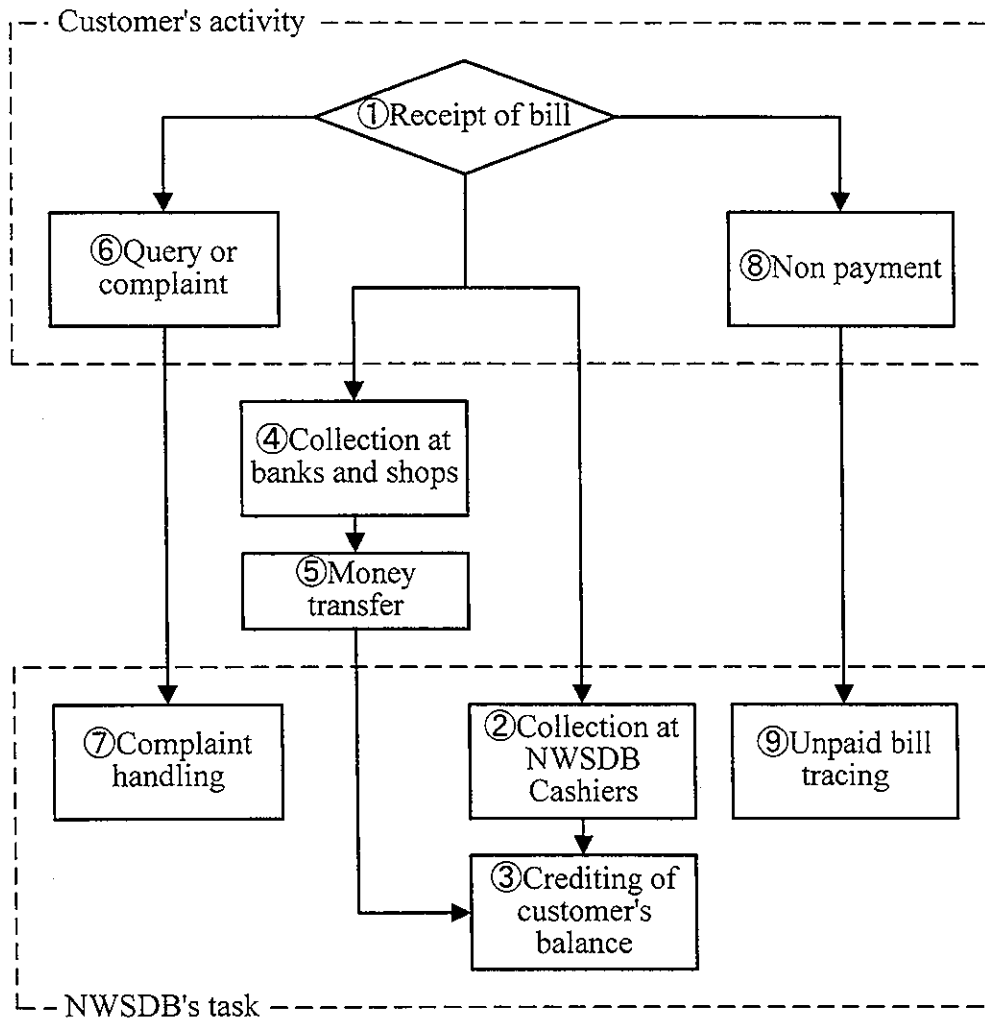 Customer's activity
①Receipt of bill
⑥Query or
complaint
⑧Non payment
④Collection at
banks and shops
⑤Money
transfer
⑦Complaint
handling
②Collection at
NWSDB
Cashiers
⑨Unpaid bill
tracing
③Crediting of
customer's
balance
NWSDB's task